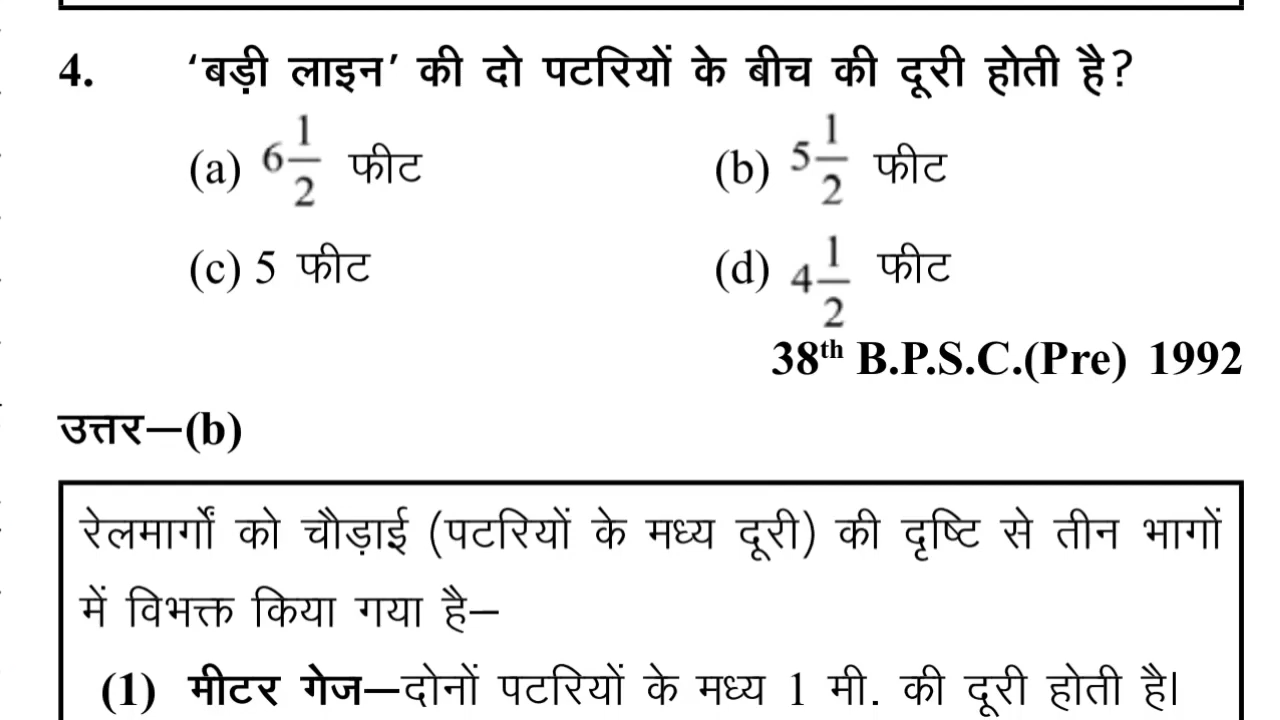 4. ‘बड़ी लाइन’ की दो पटरियों के बीच की दूरी होती है?
(a) 6 1/2 फीट (b) 5 1/2 फीट
(c) 5 फीट (d) 4 1/2 फीट
38th B.P.S.C.(Pre) 1992
उत्तर—(b)
रेलमार्गों को चौड़ाई (पटरियों के मध्य दूरी) की दृष्टि से तीन भागों
में विभक्त किया गया है—
(1) मीटर गेज—दोनों पटरियों के मध्य 1 मी. की दूरी होती है।